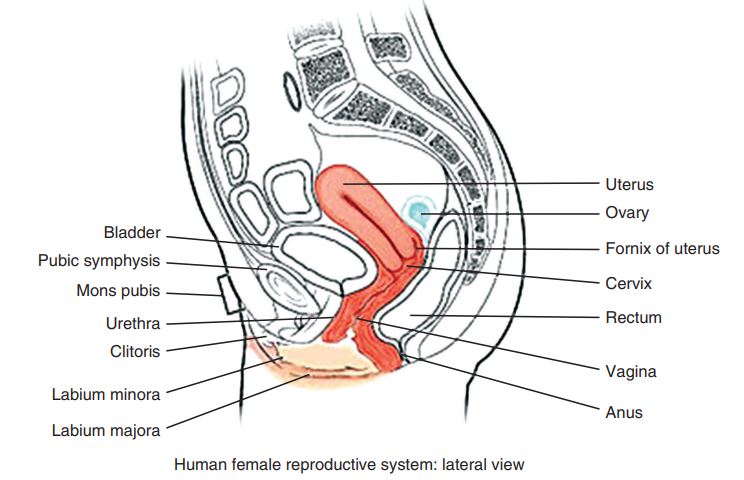 Uterus
Ovary
Bladder
Fornix of uterus
Pubic symphysis
Cervix
Mons pubis
Rectum
Urethra
Clitoris
Vagina
Labium minora
Anus
Labium majora
Human female reproductive system: lateral view